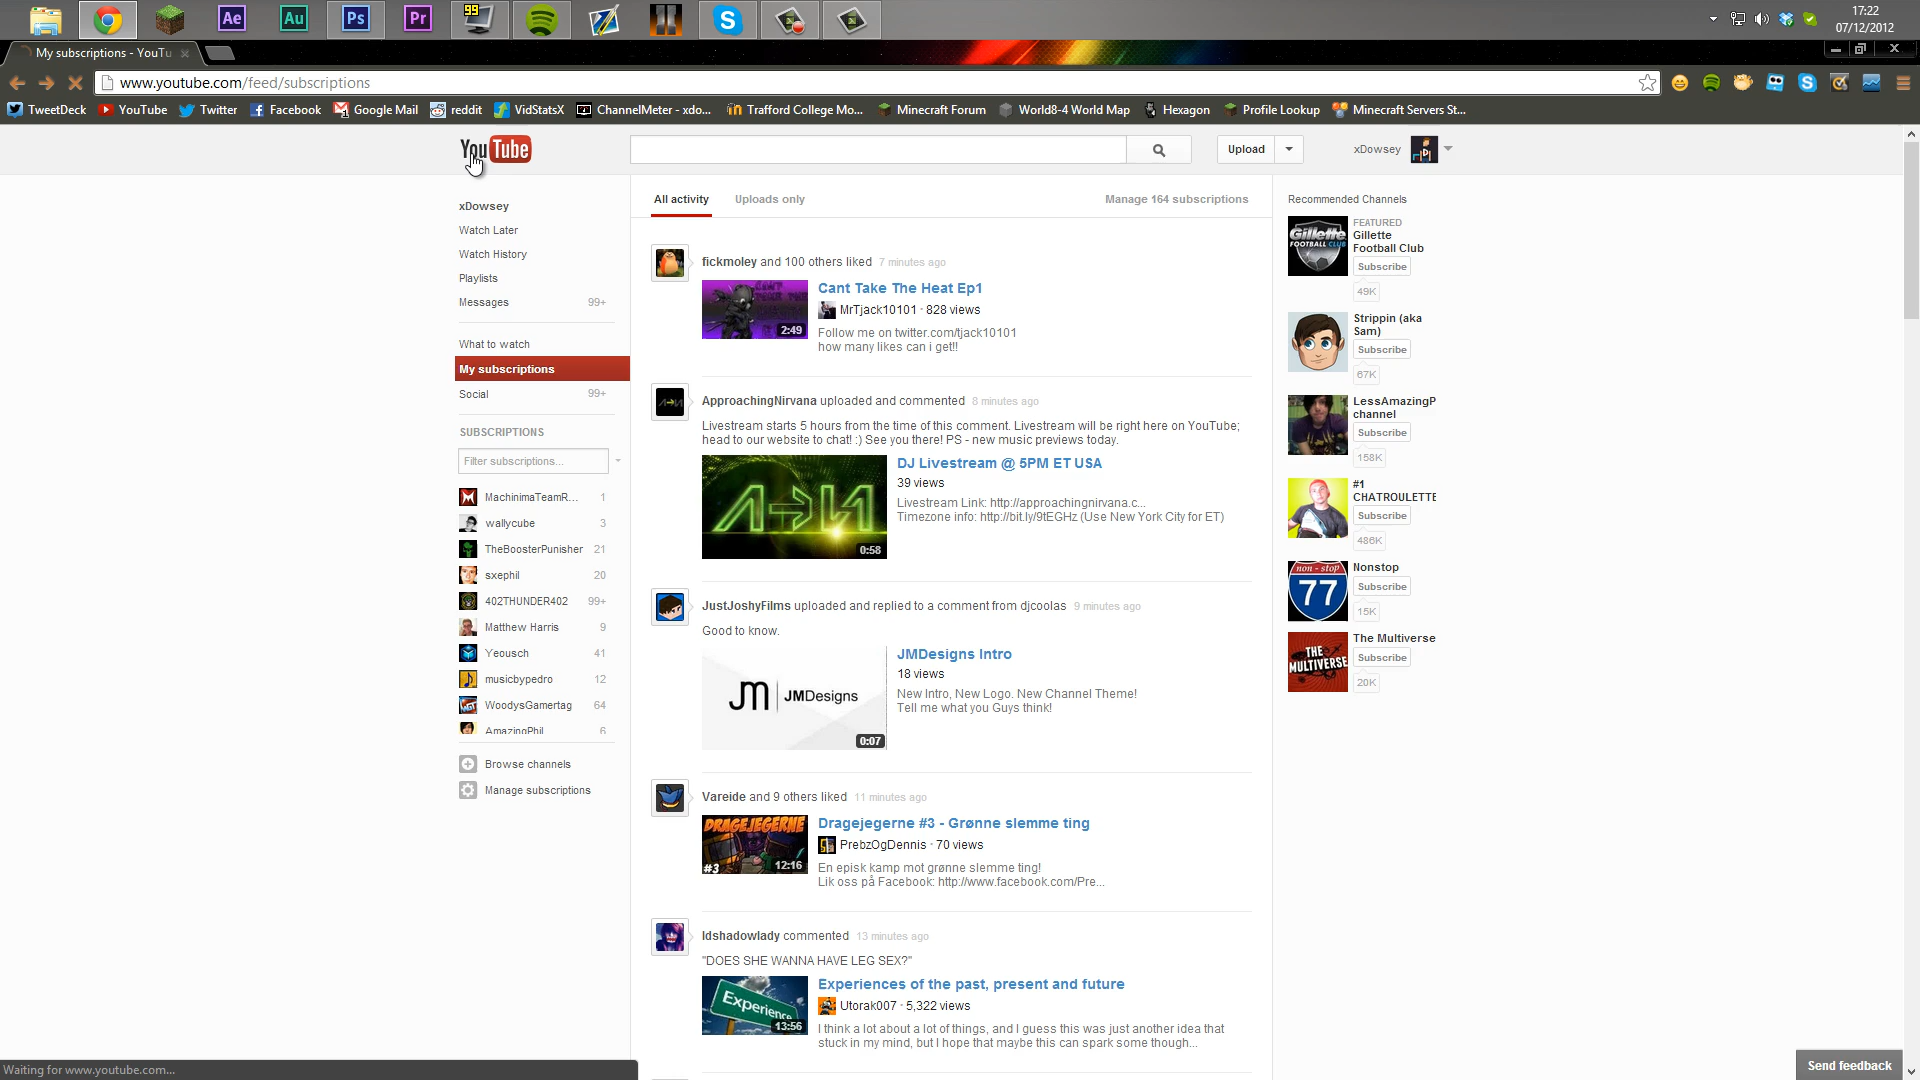 Ae
Au
Ps
Pr
99
17:22
07/12/2012
My subscriptions - YouTu
www.youtube.com/feed/subscriptions
TweetDeck YouTube Twitter Facebook Google Mail reddit VidStatsX ChannelMeter - xdo... Trafford College Mo... Minecraft Forum World8-4 World Map Hexagon Profile Lookup Minecraft Servers St...
YouTube
Upload
xDowsey
xDowsey
Watch Later
Watch History
Playlists
Messages 99+
What to watch
My subscriptions
Social 99+
SUBSCRIPTIONS
Filter subscriptions...
MachinimaTeamR... 1
wallycube 3
TheBoosterPunisher 21
sxephil 20
402THUNDER402 99+
Matthew Harris 9
Yeousch 41
musicbypedro 12
WoodysGamertag 64
AmazingPhil 6
Browse channels
Manage subscriptions
All activity Uploads only Manage 164 subscriptions
fickmoley and 100 others liked 7 minutes ago
Cant Take The Heat Ep1
MrTjack10101 · 828 views
2:49
Follow me on twitter.com/tjack10101
how many likes can i get!!
ApproachingNirvana uploaded and commented 8 minutes ago
Livestream starts 5 hours from the time of this comment. Livestream will be right here on YouTube;
head to our website to chat! :) See you there! PS - new music previews today.
DJ Livestream @ 5PM ET USA
39 views
Livestream Link: http://approachingnirvana.c...
Timezone info: http://bit.ly/9tEGHz (Use New York City for ET)
0:58
JustJoshyFilms uploaded and replied to a comment from djcoolas 9 minutes ago
Good to know.
JMDesigns Intro
18 views
New Intro, New Logo. New Channel Theme!
Tell me what you Guys think!
JM JMDesigns
0:07
Vareide and 9 others liked 11 minutes ago
DRAGEJEGERNE
#3
12:16
Dragejegerne #3 - Grønne slemme ting
PrebzOgDennis · 70 views
En episk kamp mot grønne slemme ting!
Lik oss på Facebook: http://www.facebook.com/Pre...
ldshadowlady commented 13 minutes ago
"DOES SHE WANNA HAVE LEG SEX?"
Experience
13:56
Experiences of the past, present and future
Utorak007 · 5,322 views
I think a lot about a lot of things, and I guess this was just another idea that
stuck in my mind, but I hope that maybe this can spark some though...
Recommended Channels
Gillette
FOOTBALL CLUB
FEATURED
Gillette
Football Club
Subscribe
49K
Strippin (aka
Sam)
Subscribe
67K
LessAmazingP
channel
Subscribe
158K
#1
CHATROULETTE
Subscribe
486K
non-stop
77
Nonstop
Subscribe
15K
THE
MULTIVERSE
The Multiverse
Subscribe
20K
Waiting for www.youtube.com...
Send feedback